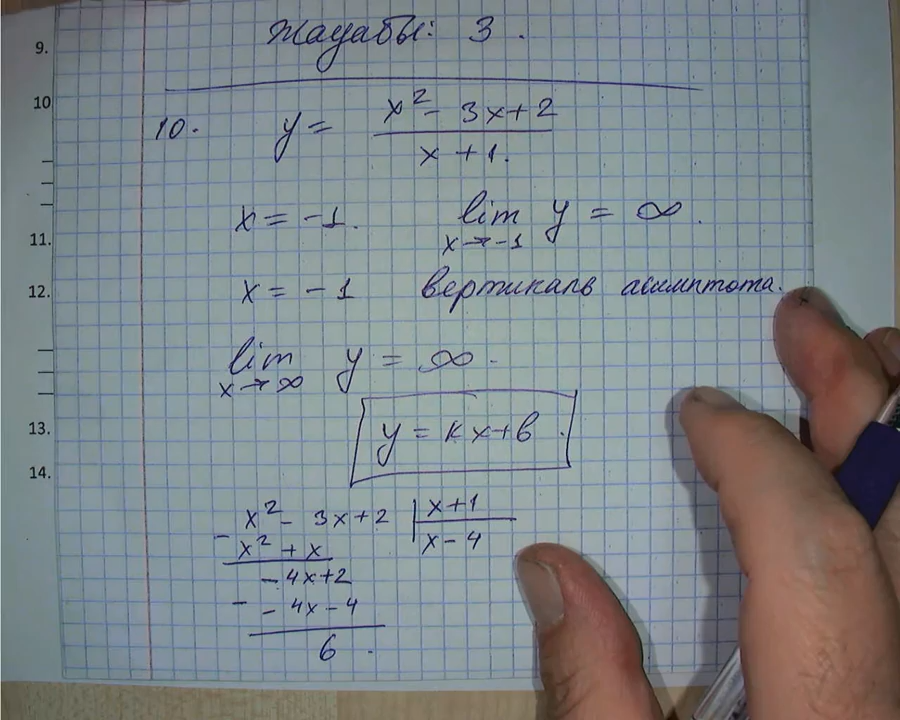 9.
Жауабы: 3.
10
10. y = (x² - 3x + 2) / (x + 1).
11.
x = -1. lim y = ∞.
x → -1
12.
x = -1 вертикаль асимптота.
lim y = ∞.
x → ∞
13.
y = kx + b.
14.
x² - 3x + 2 | x + 1
- x² + x | x - 4
- 4x + 2
- - 4x - 4
6.